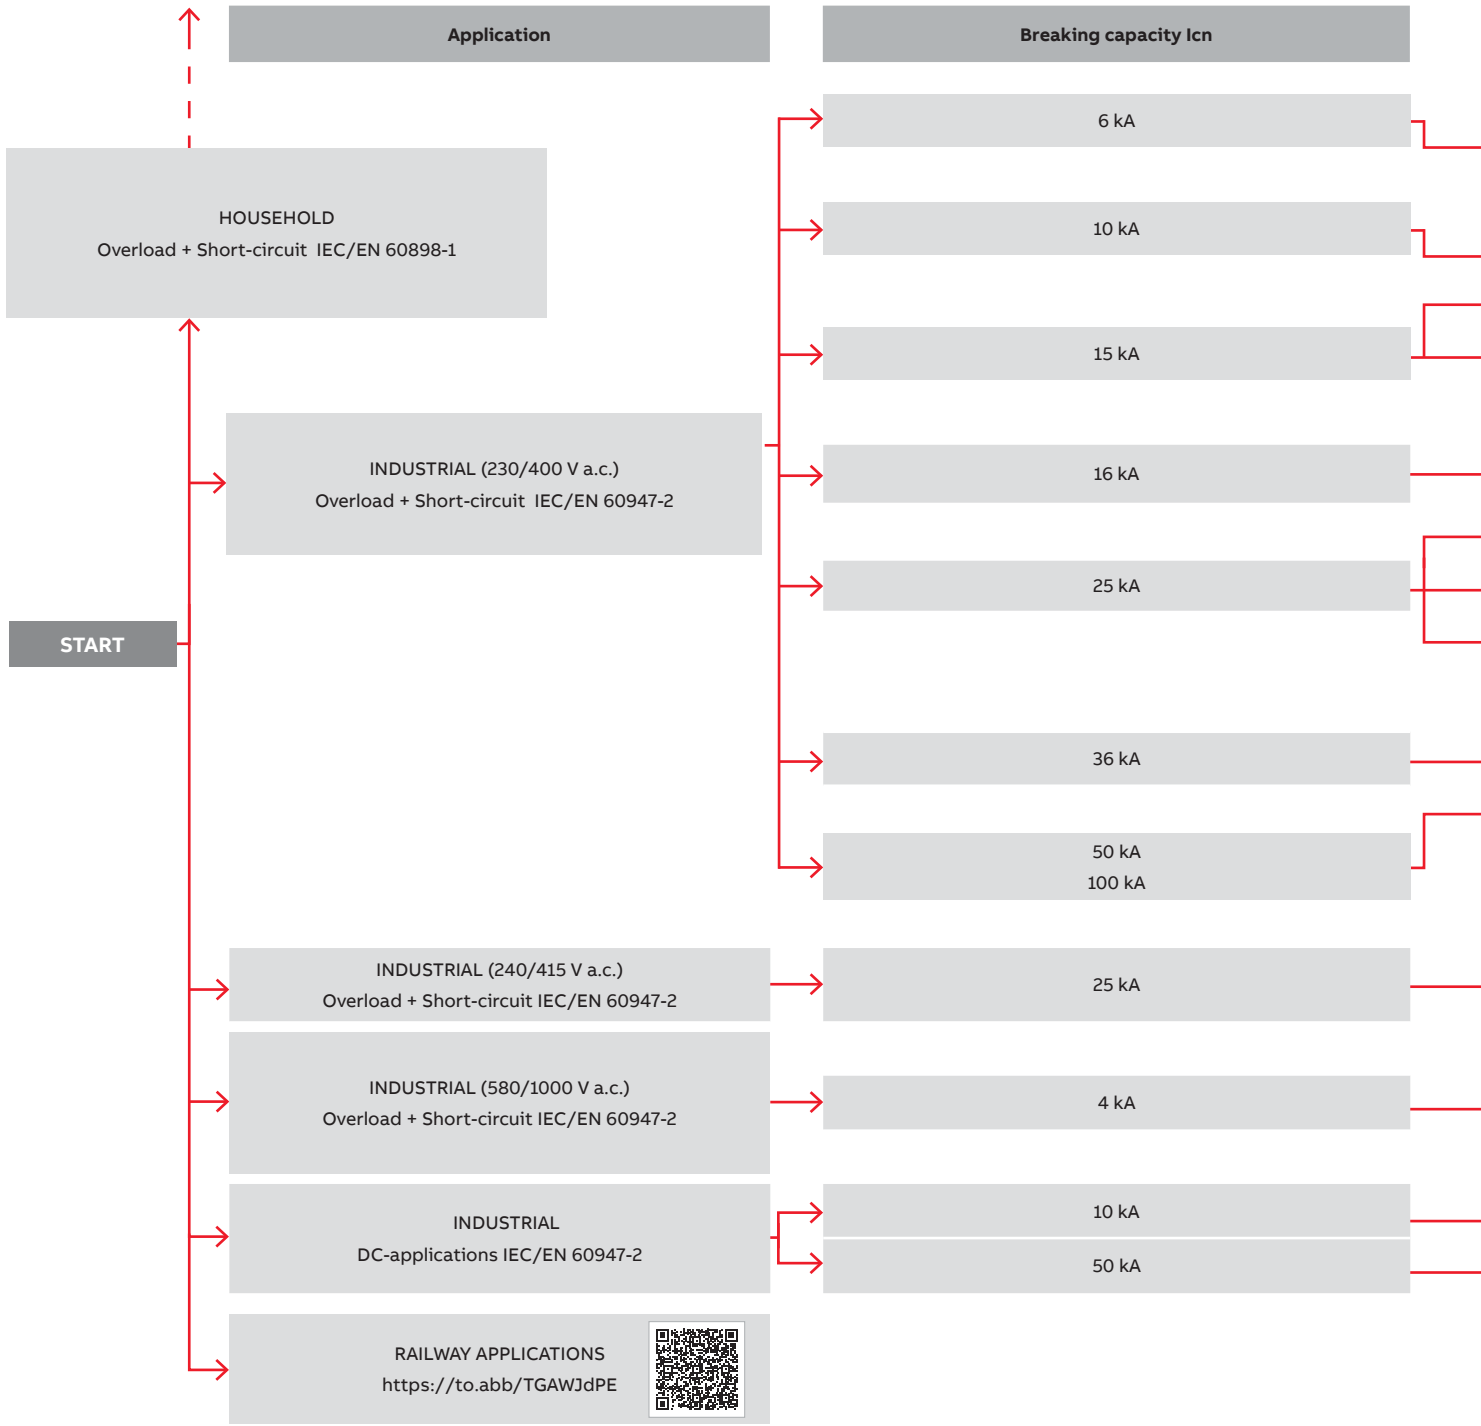 Application
Breaking capacity Icn
HOUSEHOLD
Overload + Short-circuit IEC/EN 60898-1
START
INDUSTRIAL (230/400 V a.c.)
Overload + Short-circuit IEC/EN 60947-2
6 kA
10 kA
15 kA
16 kA
25 kA
36 kA
50 kA
100 kA
INDUSTRIAL (240/415 V a.c.)
Overload + Short-circuit IEC/EN 60947-2
25 kA
INDUSTRIAL (580/1000 V a.c.)
Overload + Short-circuit IEC/EN 60947-2
4 kA
INDUSTRIAL
DC-applications IEC/EN 60947-2
10 kA
50 kA
RAILWAY APPLICATIONS
https://to.abb/TGAWJdPE